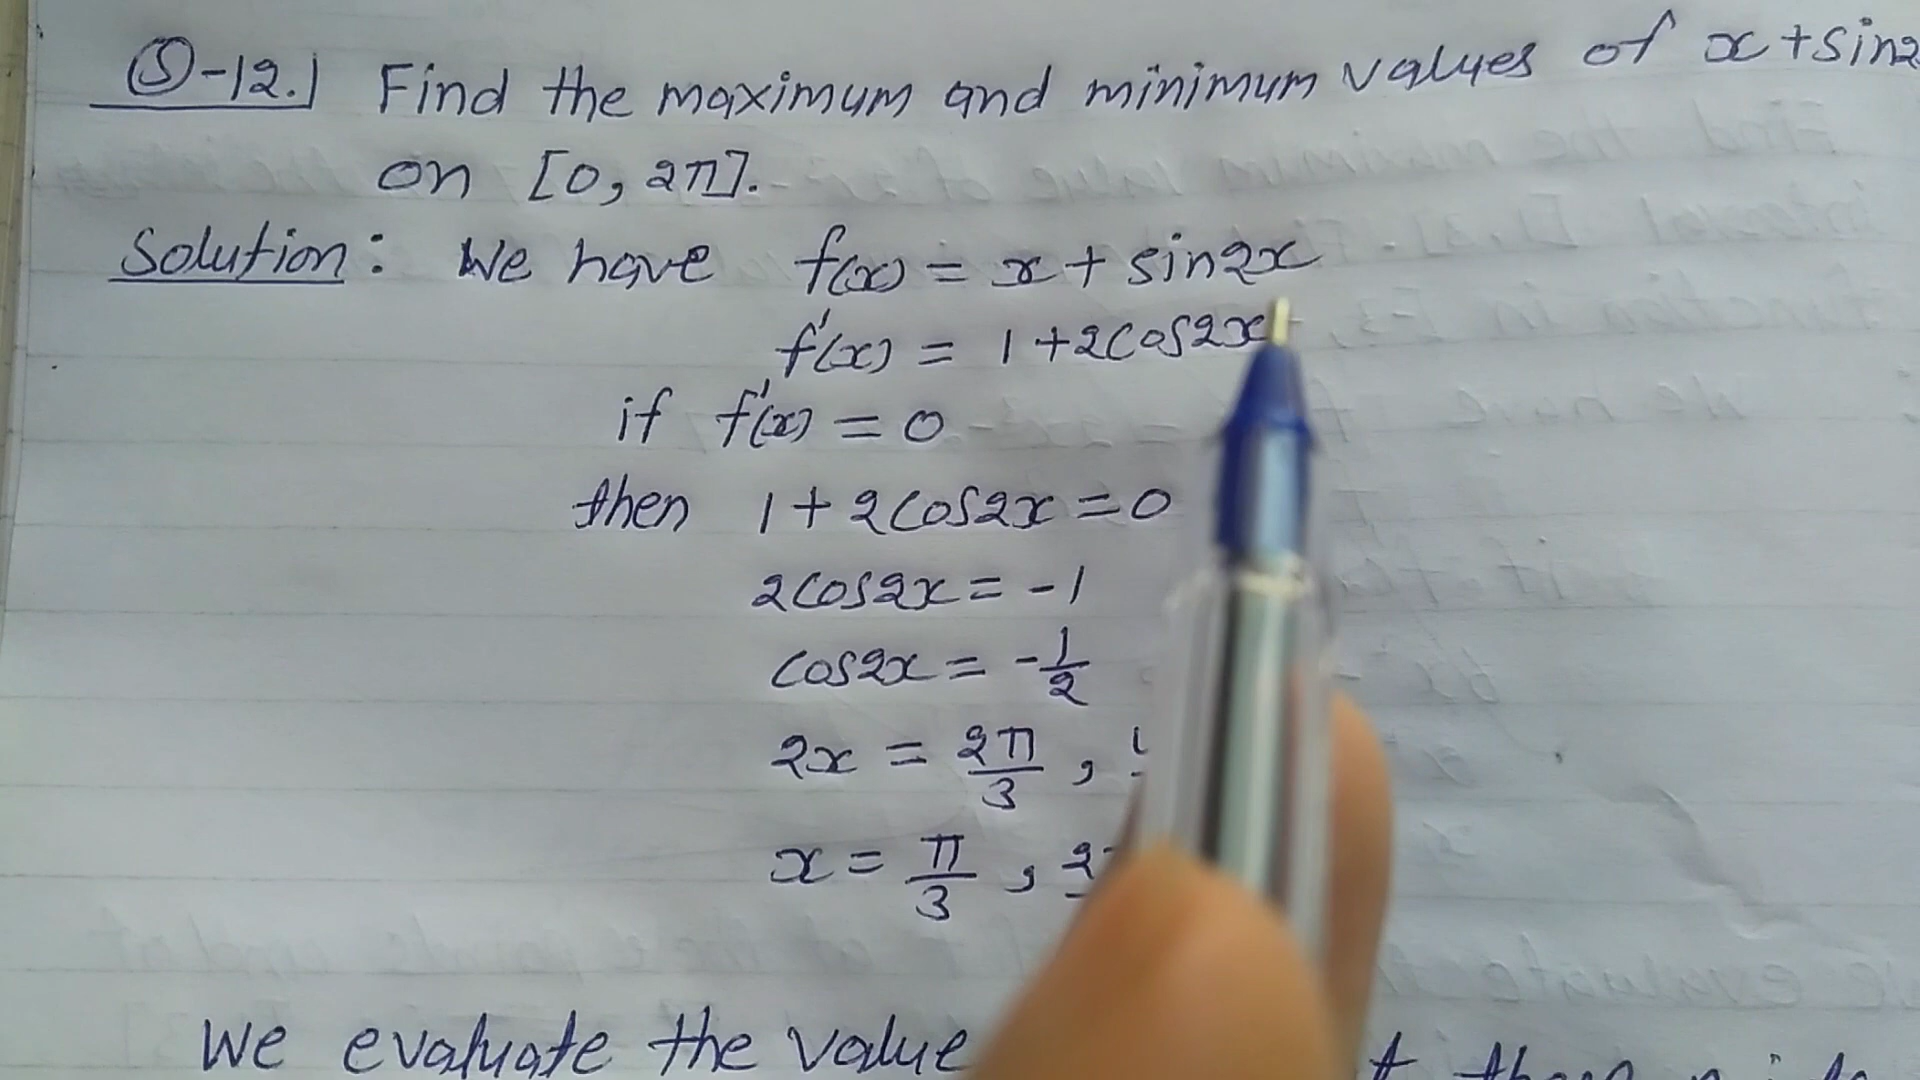 Q-12. Find the maximum and minimum values of x + sin2
on [0, 2π].
Solution: We have f(x) = x + sin2x
f'(x) = 1 + 2cos2x
if f'(x) = 0
then 1 + 2cos2x = 0
2cos2x = -1
cos2x = -1/2
2x = 2π/3,
x = π/3,
We evaluate the value